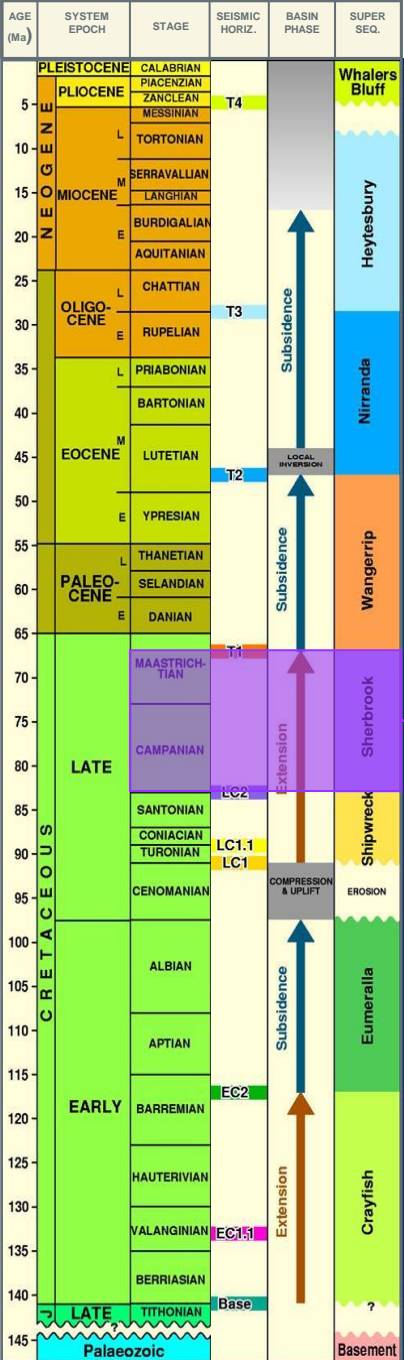 AGE
(Ma)
SYSTEM
EPOCH
STAGE
SEISMIC
HORIZ.
BASIN
PHASE
SUPER
SEQ.
5
10
15
20
25
30
35
40
45
50
55
60
65
70
75
80
85
90
95
100
105
110
115
120
125
130
135
140
145
NEOGENE
CRETACEOUS
J
PLEISTOCENE
PLIOCENE
MIOCENE
L
M
E
OLIGO-
CENE
L
E
EOCENE
L
M
E
PALEO-
CENE
L
E
LATE
EARLY
LATE
?
Palaeozoic
CALABRIAN
PIACENZIAN
ZANCLEAN
MESSINIAN
TORTONIAN
SERRAVALLIAN
LANGHIAN
BURDIGALIAN
AQUITANIAN
CHATTIAN
RUPELIAN
PRIABONIAN
BARTONIAN
LUTETIAN
YPRESIAN
THANETIAN
SELANDIAN
DANIAN
MAASTRICH-
TIAN
CAMPANIAN
SANTONIAN
CONIACIAN
TURONIAN
CENOMANIAN
ALBIAN
APTIAN
BARREMIAN
HAUTERIVIAN
VALANGINIAN
BERRIASIAN
TITHONIAN
T4
T3
T2
T1
LC2
LC1.1
LC1
EC2
EC1.1
Base
Subsidence
LOCAL
INVERSION
Subsidence
Extension
COMPRESSION
& UPLIFT
Subsidence
Extension
Whalers
Bluff
Heytesbury
Nirranda
Wangerrip
Sherbrook
Shipwreck
EROSION
Eumeralla
Crayfish
?
Basement